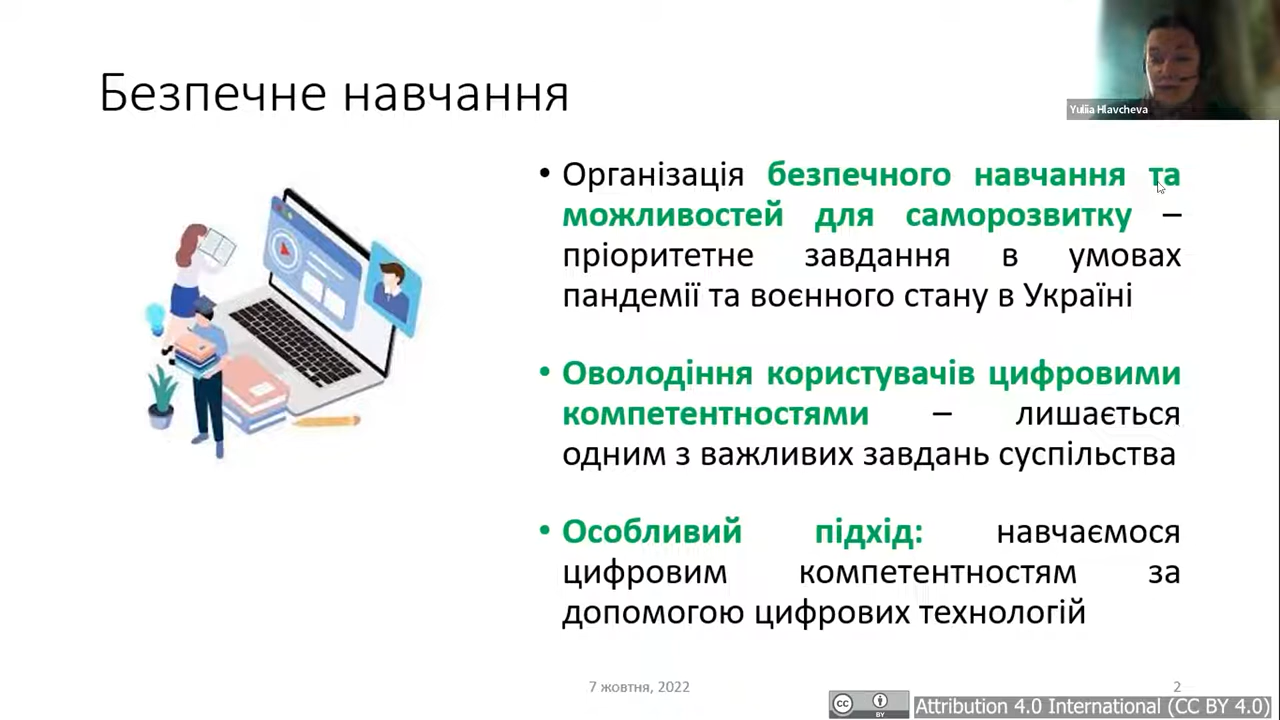 Безпечне навчання
Yuliia Hlavcheva
• Організація безпечного навчання та
можливостей для саморозвитку –
пріоритетне завдання в умовах
пандемії та воєнного стану в Україні
• Оволодіння користувачів цифровими
компетентностями – лишається
одним з важливих завдань суспільства
• Особливий підхід: навчаємося
цифровим компетентностям за
допомогою цифрових технологій
7 жовтня, 2022
2
cc BY Attribution 4.0 International (CC BY 4.0)